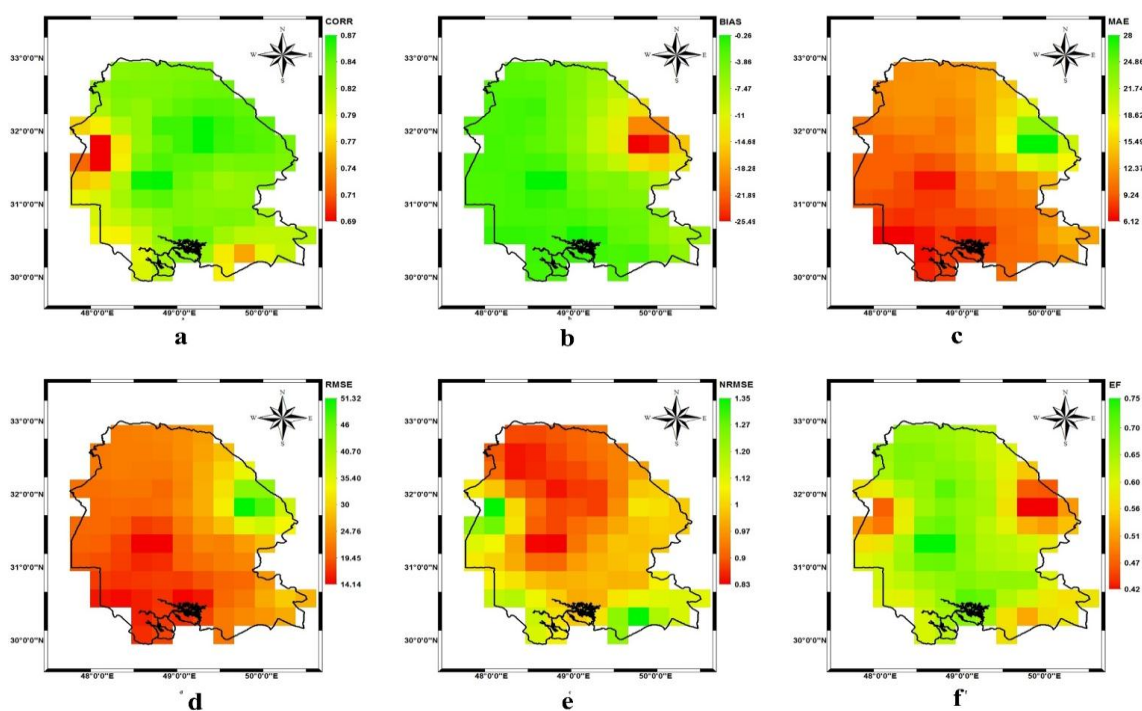 CORR
0.87
0.84
0.82
0.79
0.77
0.74
0.71
0.69
N
W E
S
33°0'0"N
32°0'0"N
31°0'0"N
30°0'0"N
48°0'0"E 49°0'0"E 50°0'0"E
a
BIAS
-0.26
-3.86
-7.47
-11
-14.68
-18.28
-21.88
-25.49
N
W E
S
33°0'0"N
32°0'0"N
31°0'0"N
30°0'0"N
48°0'0"E 49°0'0"E 50°0'0"E
b
MAE
28
24.86
21.74
18.62
15.49
12.37
9.24
6.12
N
W E
S
33°0'0"N
32°0'0"N
31°0'0"N
30°0'0"N
48°0'0"E 49°0'0"E 50°0'0"E
c
RMSE
51.32
46
40.70
35.40
30
24.76
19.45
14.14
N
W E
S
33°0'0"N
32°0'0"N
31°0'0"N
30°0'0"N
48°0'0"E 49°0'0"E 50°0'0"E
d
NRMSE
1.35
1.20
1.20
1.12
1
0.97
0.9
0.83
N
W E
S
33°0'0"N
32°0'0"N
31°0'0"N
30°0'0"N
48°0'0"E 49°0'0"E 50°0'0"E
e
EF
0.75
0.70
0.65
0.60
0.56
0.51
0.47
0.42
N
W E
S
33°0'0"N
32°0'0"N
31°0'0"N
30°0'0"N
48°0'0"E 49°0'0"E 50°0'0"E
f